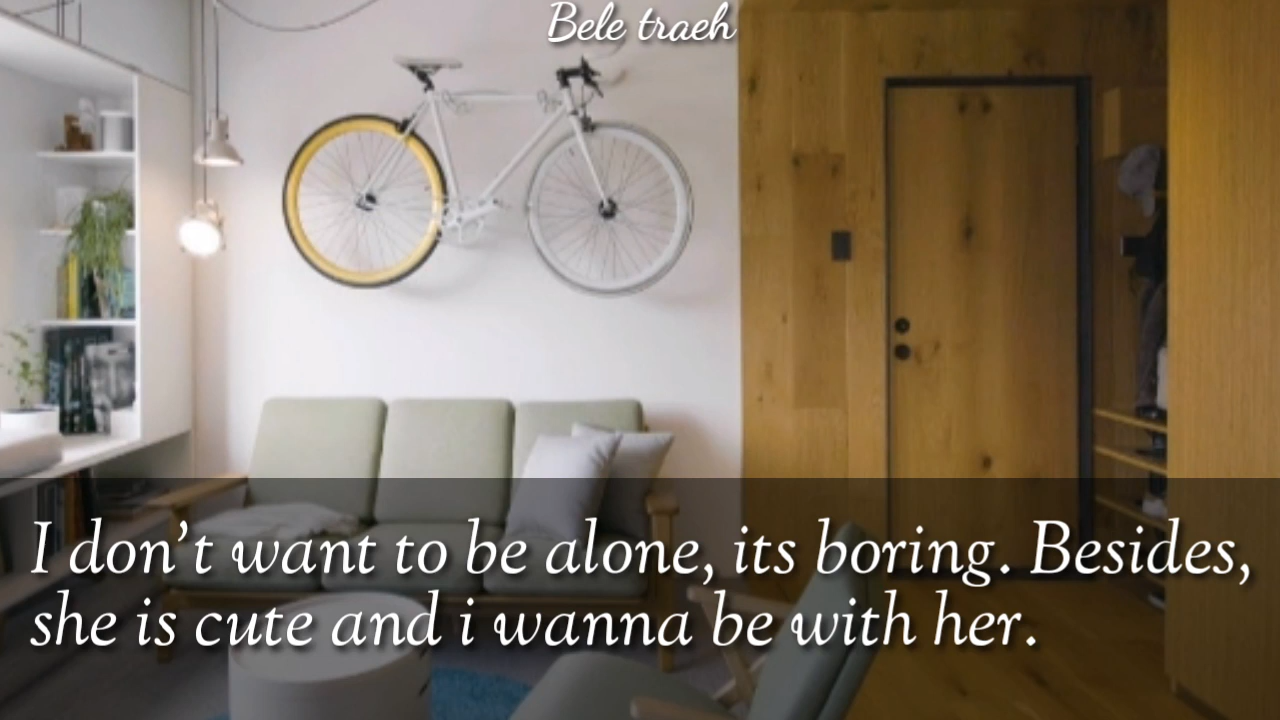 Bele traeh
I don't want to be alone, its boring. Besides,
she is cute and i wanna be with her.